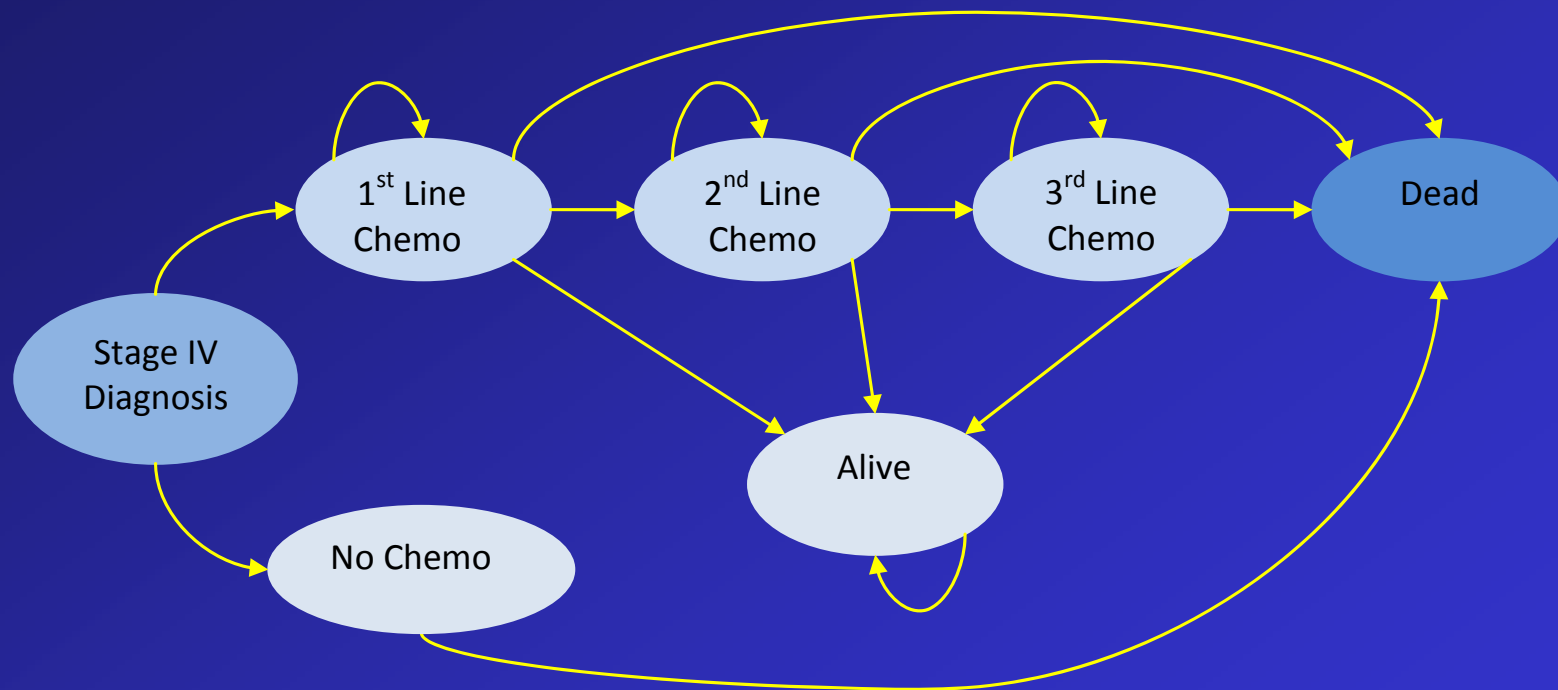 1st Line
Chemo
2nd Line
Chemo
3rd Line
Chemo
Dead
Stage IV
Diagnosis
Alive
No Chemo